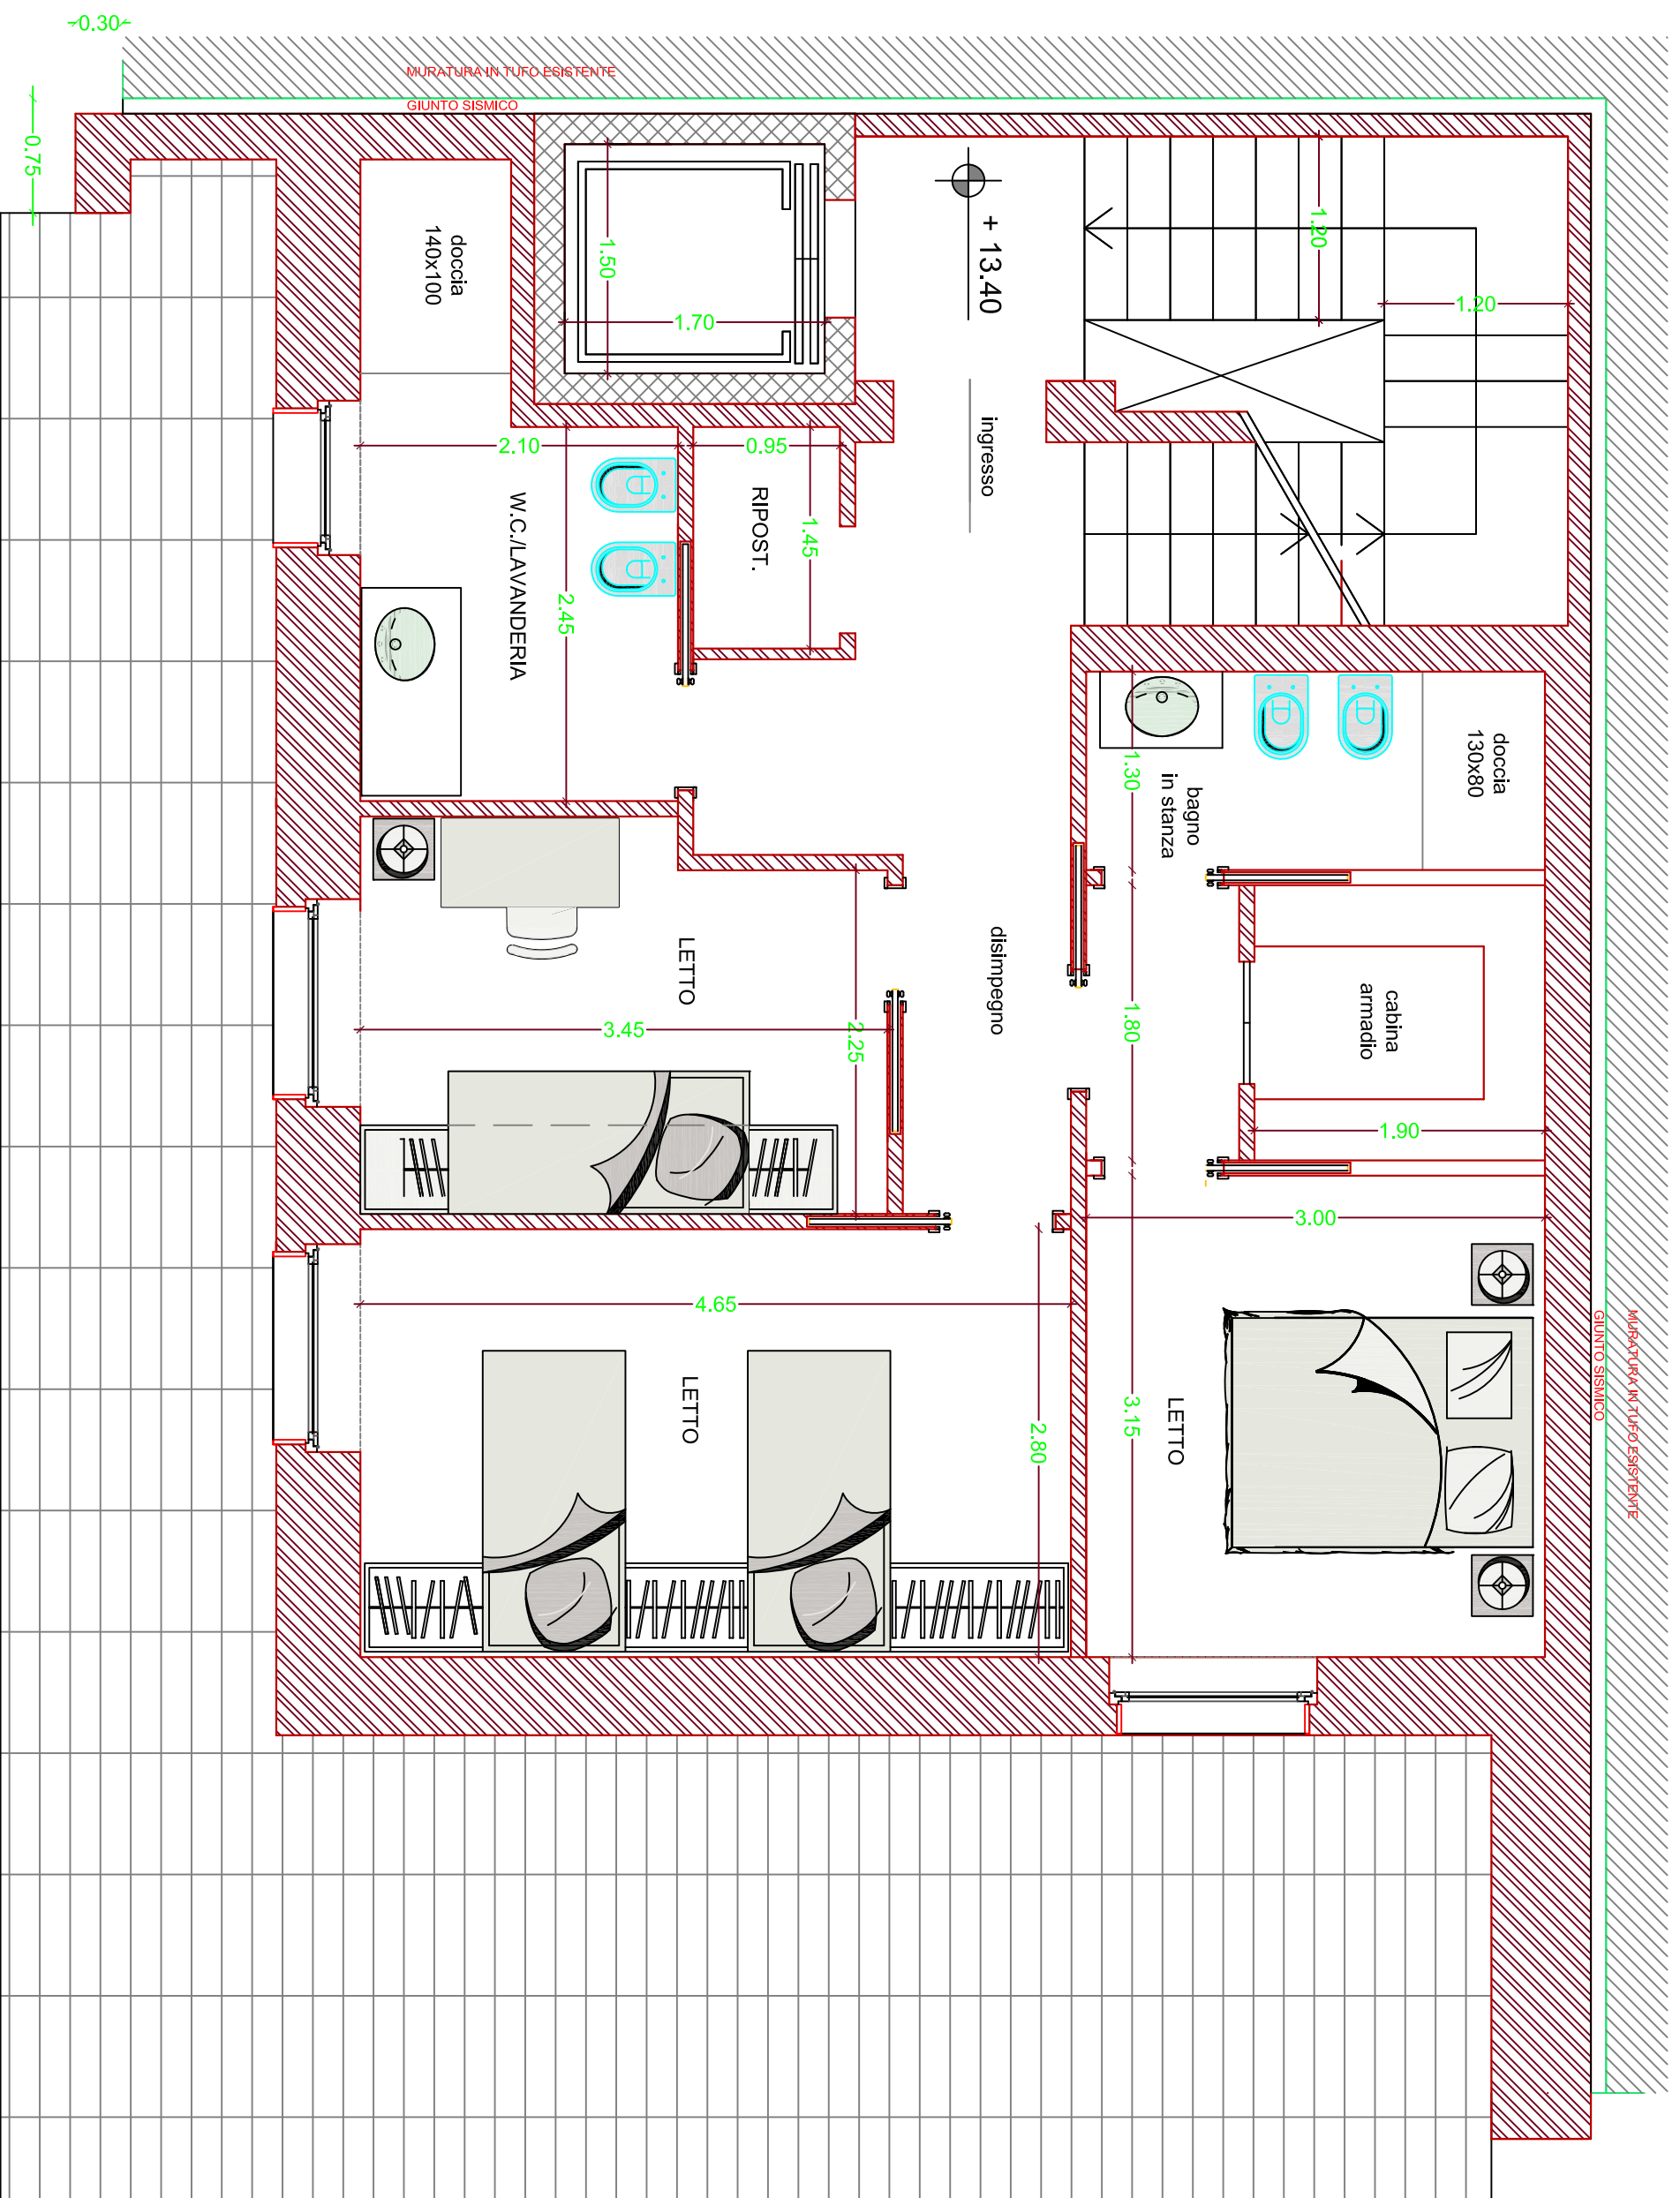 0.30
MURATURA IN TUFO ESISTENTE
GIUNTO SISMICO
0.75
doccia
140x100
1.50
1.70
+ 13.40
1.20
1.20
ingresso
2.10
0.95
RIPOST.
1.45
W.C./LAVANDERIA
2.45
doccia
130x80
1.30
bagno
in stanza
LETTO
3.45
2.25
disimpegno
1.80
cabina
armadio
1.90
3.00
4.65
LETTO
2.80
3.15
LETTO
MURATURA IN TUFO ESISTENTE
GIUNTO SISMICO